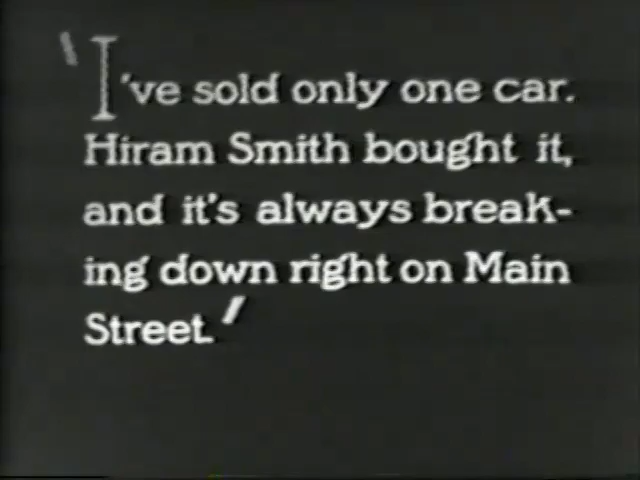 "I've sold only one car.
Hiram Smith bought it,
and it's always break-
ing down right on Main
Street."